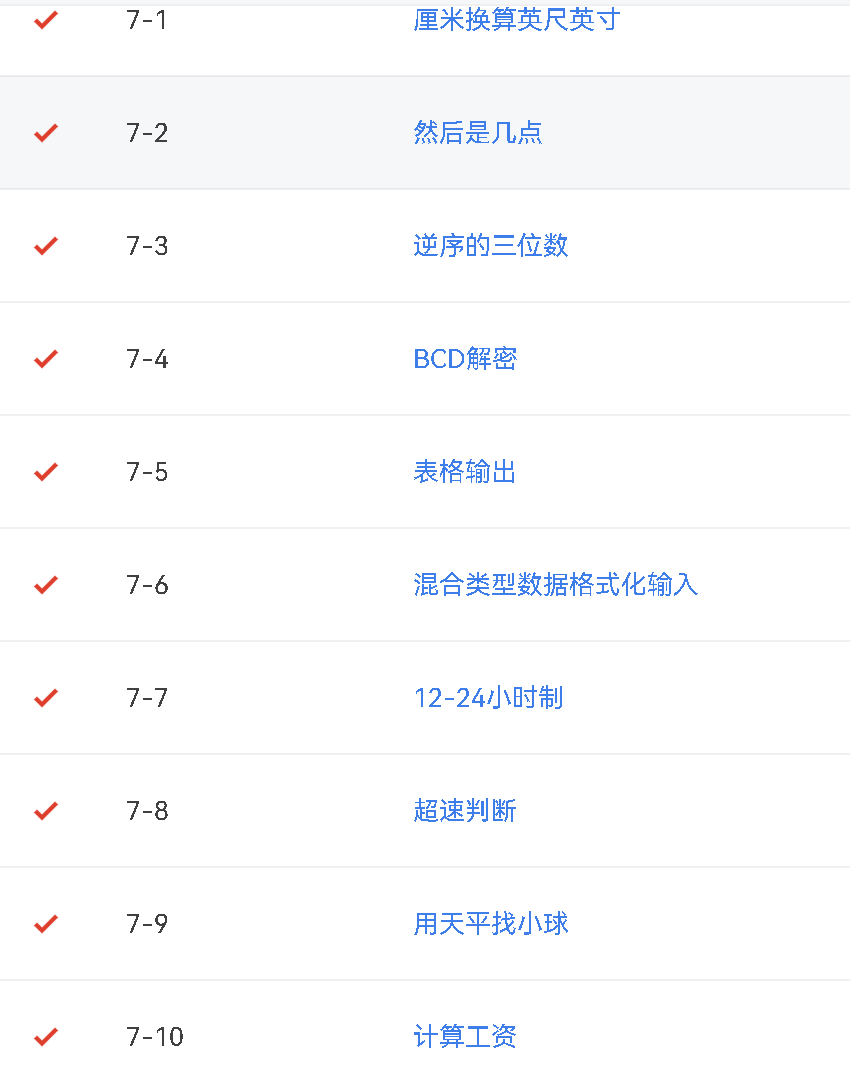 7-1 厘米换算英尺英寸
7-2 然后是几点
7-3 逆序的三位数
7-4 BCD解密
7-5 表格输出
7-6 混合类型数据格式化输入
7-7 12-24小时制
7-8 超速判断
7-9 用天平找小球
7-10 计算工资